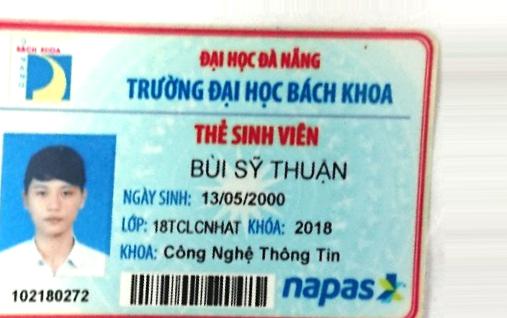 BÁCH KHOA
ĐẠI HỌC ĐÀ NẴNG
TRƯỜNG ĐẠI HỌC BÁCH KHOA
THẺ SINH VIÊN
BÙI SỸ THUẬN
NGÀY SINH: 13/05/2000
LỚP: 18TCLCNHAT KHÓA: 2018
KHOA: Công Nghệ Thông Tin
102180272
napas